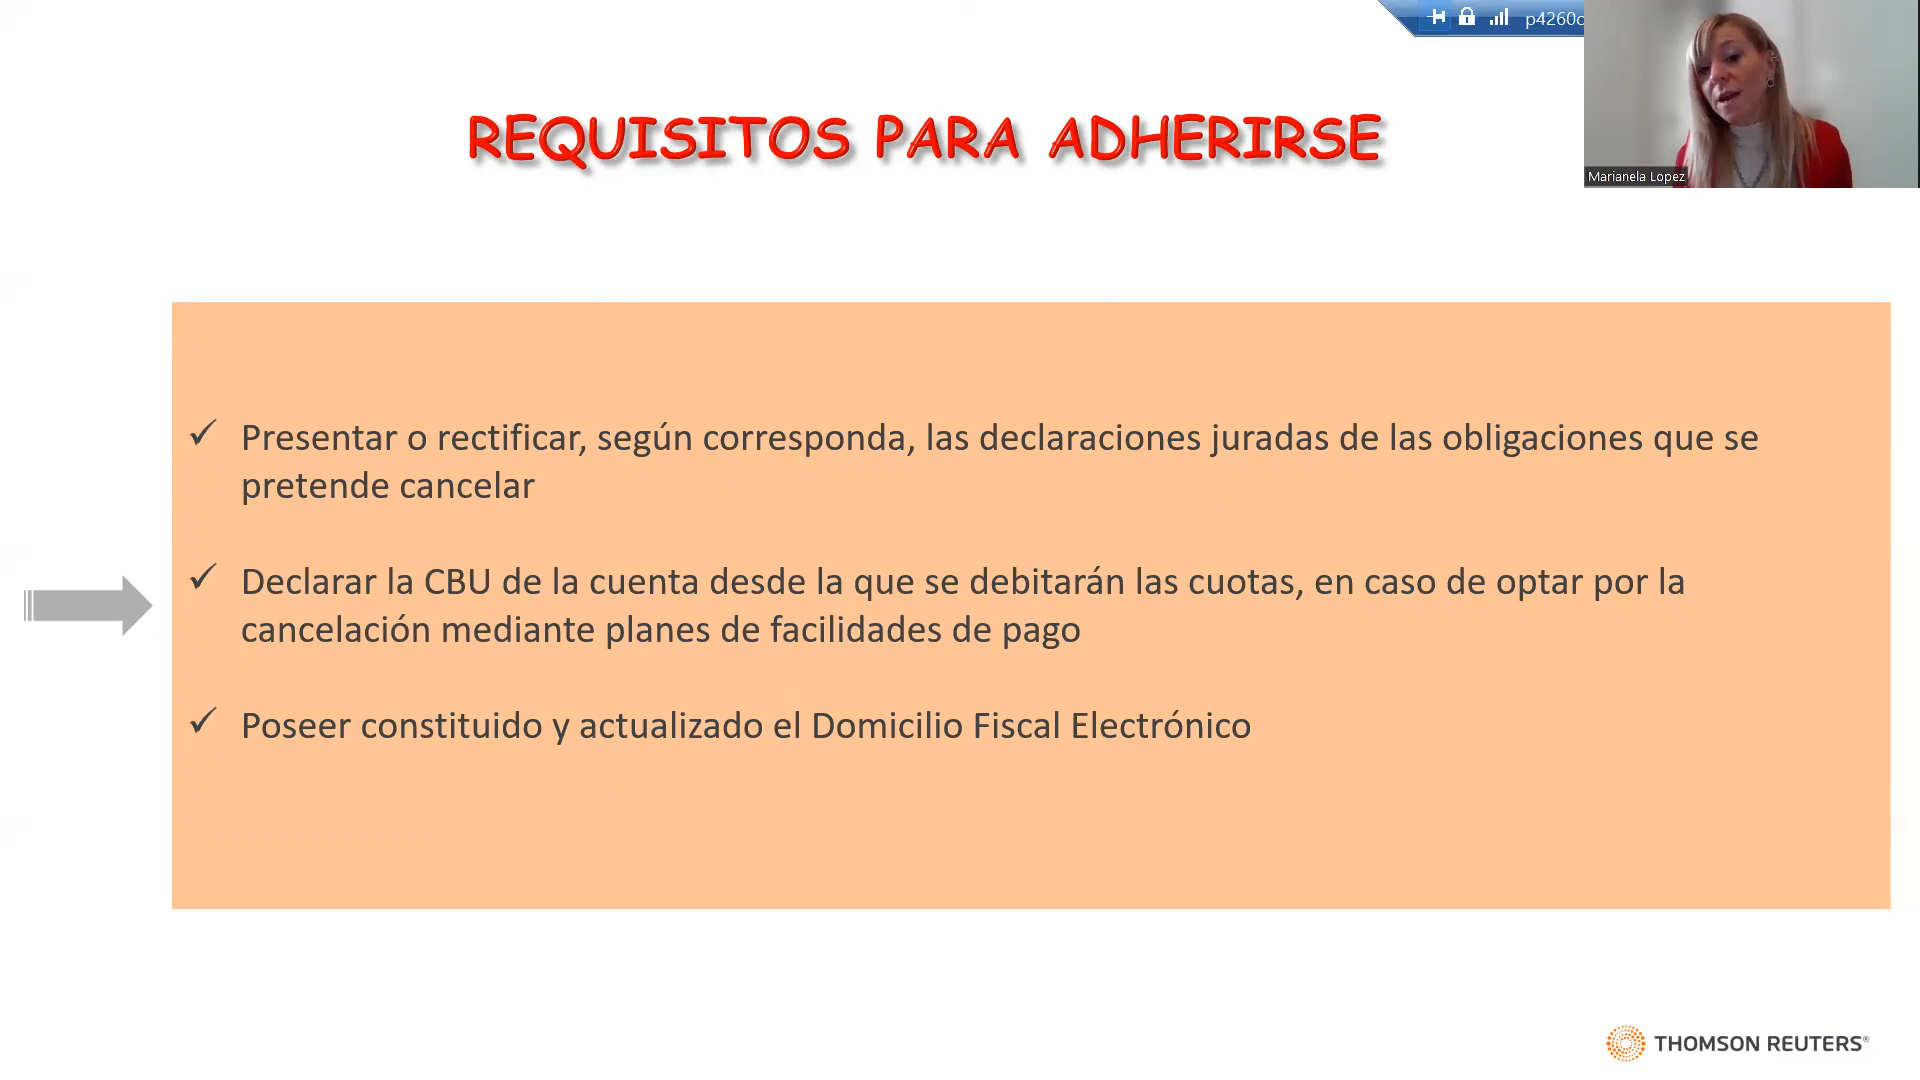 p4260
REQUISITOS PARA ADHERIRSE
Marianela Lopez
✓ Presentar o rectificar, según corresponda, las declaraciones juradas de las obligaciones que se
pretende cancelar
✓ Declarar la CBU de la cuenta desde la que se debitarán las cuotas, en caso de optar por la
cancelación mediante planes de facilidades de pago
✓ Poseer constituido y actualizado el Domicilio Fiscal Electrónico
THOMSON REUTERS®